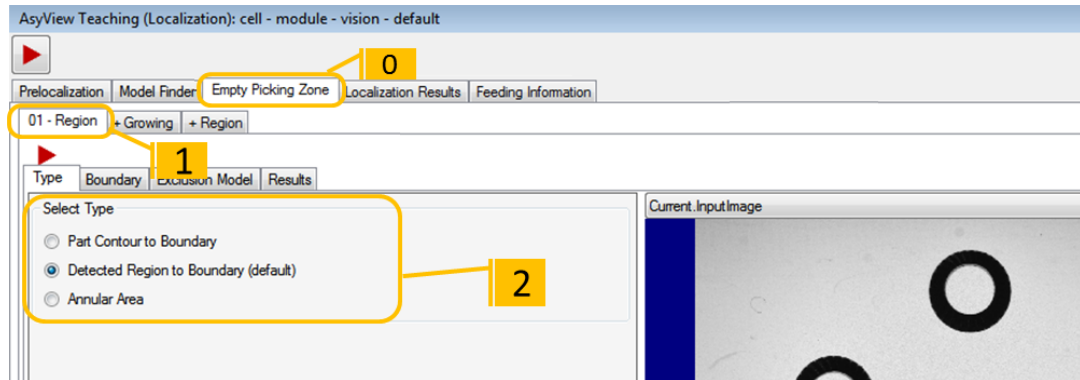 AsyView Teaching (Localization): cell - module - vision - default
0
Prelocalization Model Finder Empty Picking Zone Localization Results Feeding Information
01 - Region + Growing + Region
1
Type Boundary Exclusion Model Results
Select Type Current.InputImage
Part Contour to Boundary
Detected Region to Boundary (default)
2
Annular Area